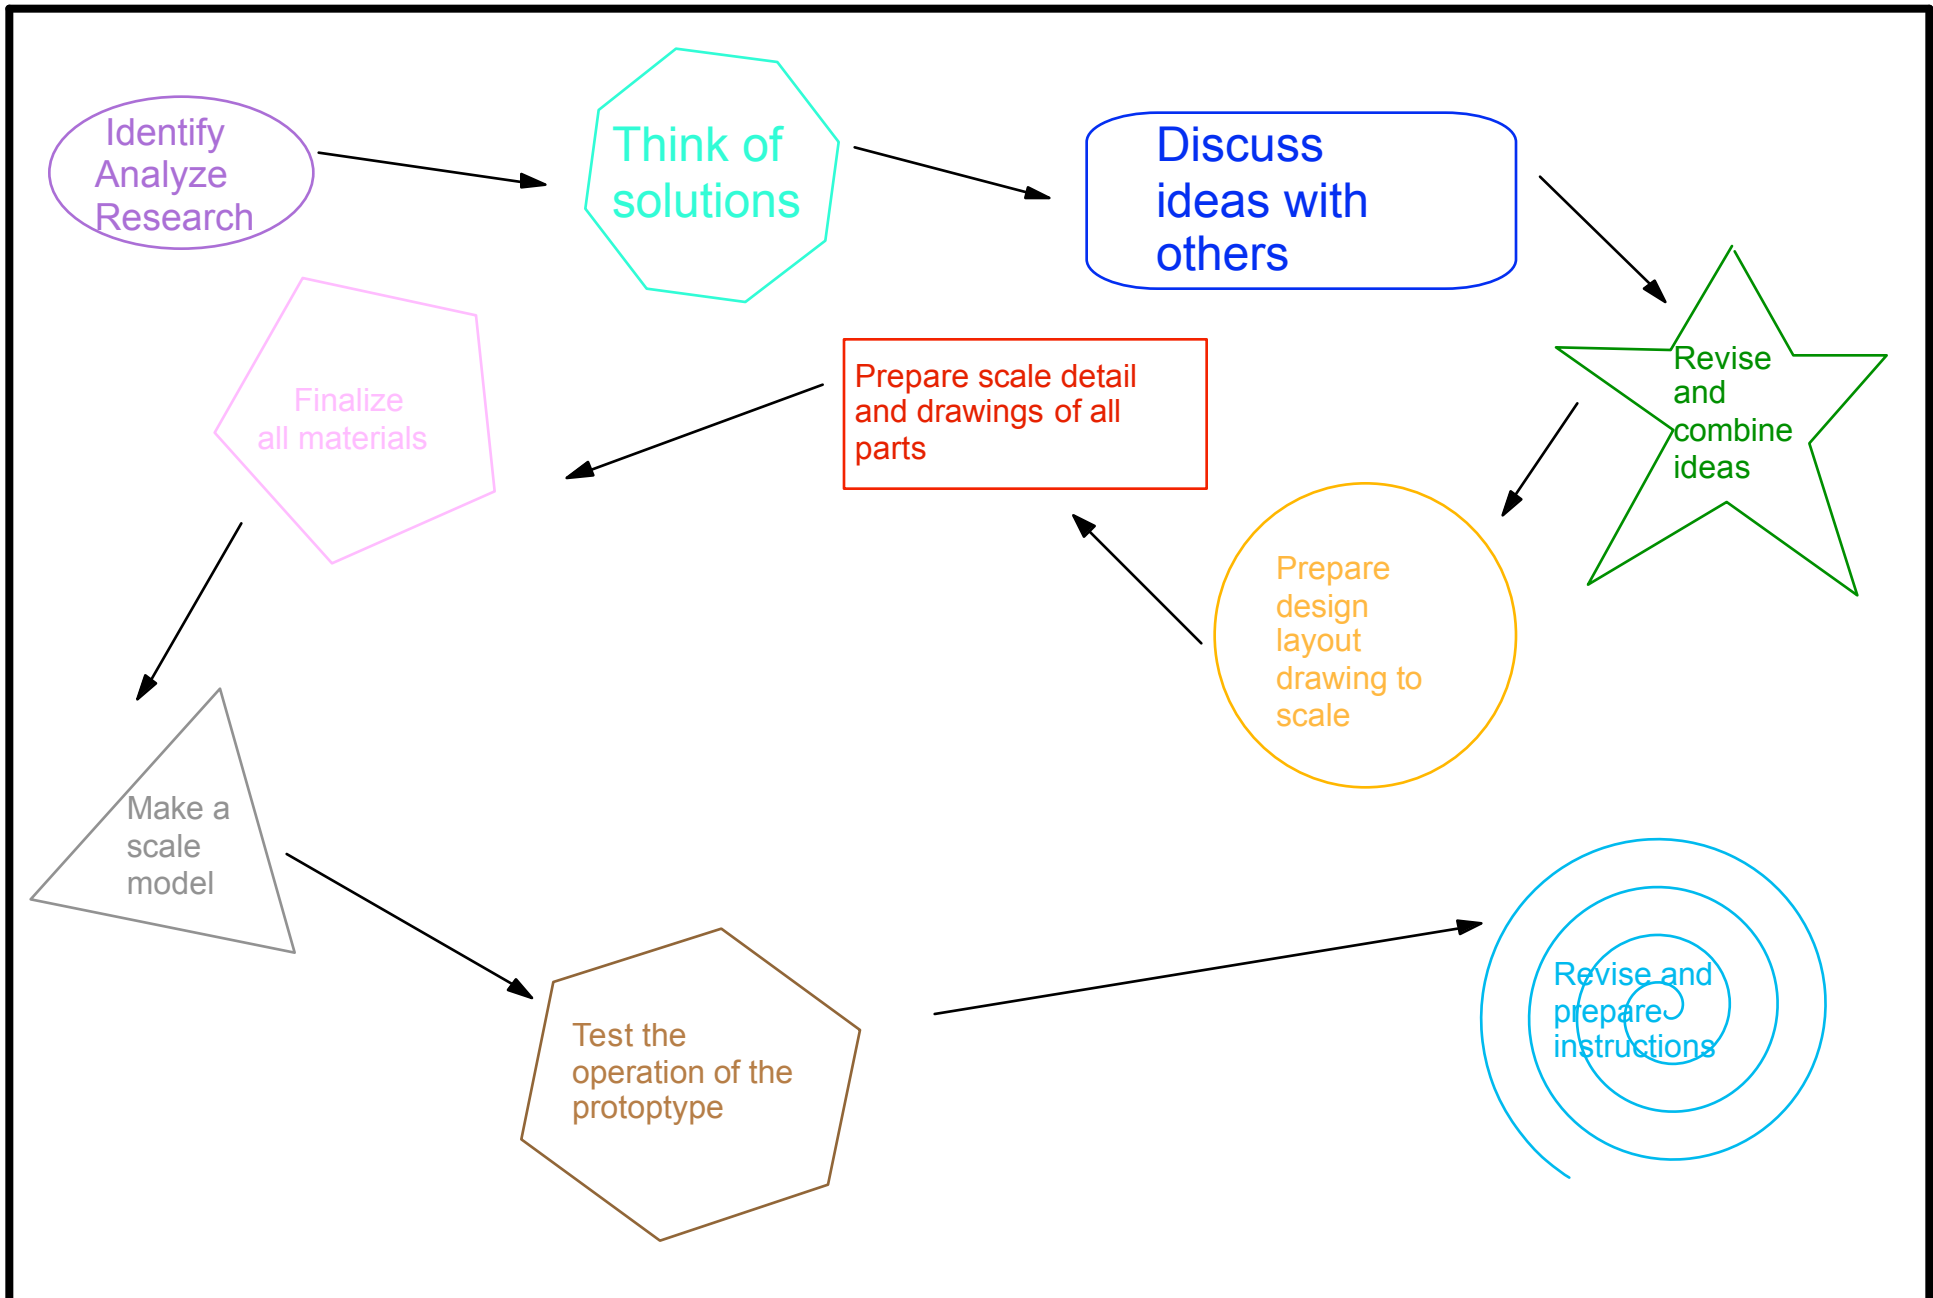 Identify
Analyze
Research
Think of
solutions
Discuss
ideas with
others
Revise
and
combine
ideas
Prepare
design
layout
drawing to
scale
Prepare scale detail
and drawings of all
parts
Finalize
all materials
Make a
scale
model
Test the
operation of the
protoptype
Revise and
prepare
instructions